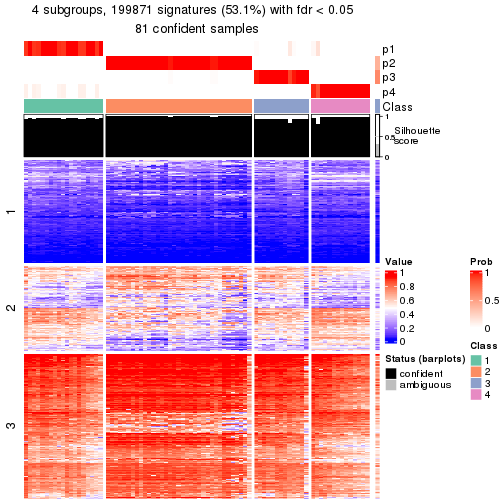 4 subgroups, 199871 signatures (53.1%) with fdr < 0.05
81 confident samples
p1
p2
p3
p4
Class
1
0.5
0
Silhouette
score
1
2
3
Value
1
0.8
0.6
0.4
0.2
0
Prob
1
0.5
0
Status (barplots)
confident
ambiguous
Class
1
2
3
4